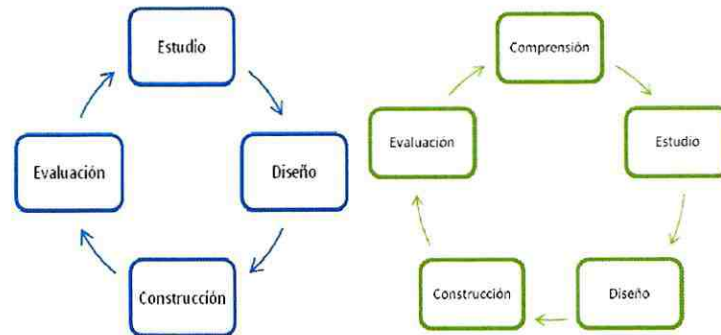 Estudio
Diseño
Construcción
Evaluación
Comprensión
Estudio
Diseño
Construcción
Evaluación